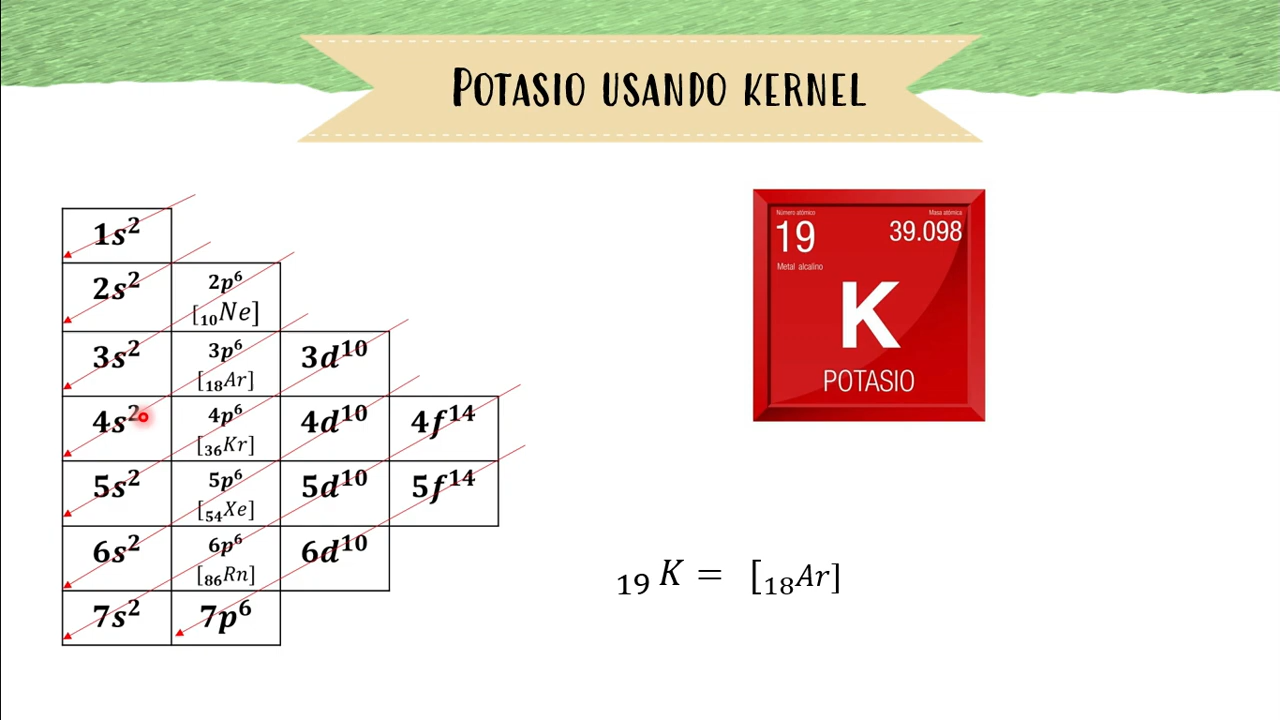 POTASIO USANDO KERNEL
1s²
2s² 2p⁶
[₁₀Ne]
3s² 3p⁶ 3d¹⁰
[₁₈Ar]
4s² 4p⁶ 4d¹⁰ 4f¹⁴
[₃₆Kr]
5s² 5p⁶ 5d¹⁰ 5f¹⁴
[₅₄Xe]
6s² 6p⁶ 6d¹⁰
[₈₆Rn]
7s² 7p⁶
Número atómico Masa atómica
19 39.098
Metal alcalino
K
POTASIO
₁₉ K = [₁₈Ar]